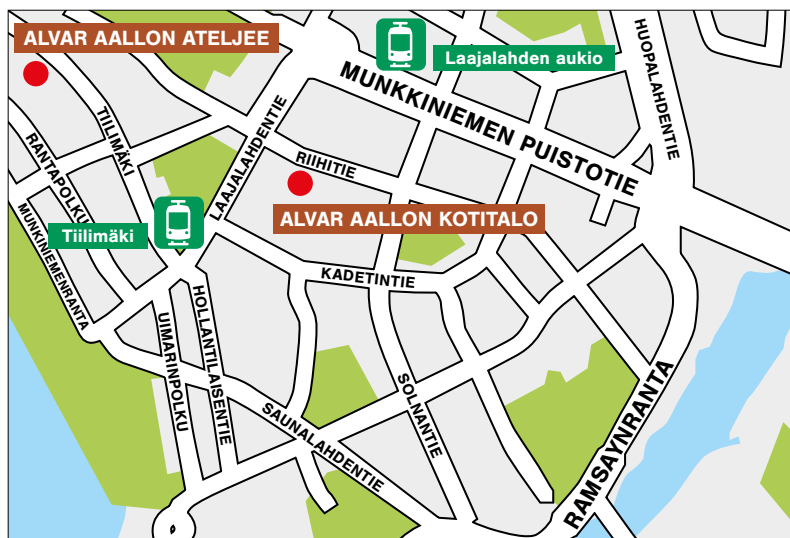 ALVAR AALLON ATELJEE
Laajalahden aukio
HUOPALAHDENTIE
MUNKKINIEMEN PUISTOTIE
TIILIMÄKI
LAAJALAHDENTIE
RIIHITIE
RANTAPOLKU
ALVAR AALLON KOTITALO
MUNKINIEMENRANTA
Tiilimäki
KADETINTIE
UIMARINPOLKU
HOLLANTILAISENTIE
SOLNANTIE
SAUNALAHDENTIE
RAMSAYNRANTA